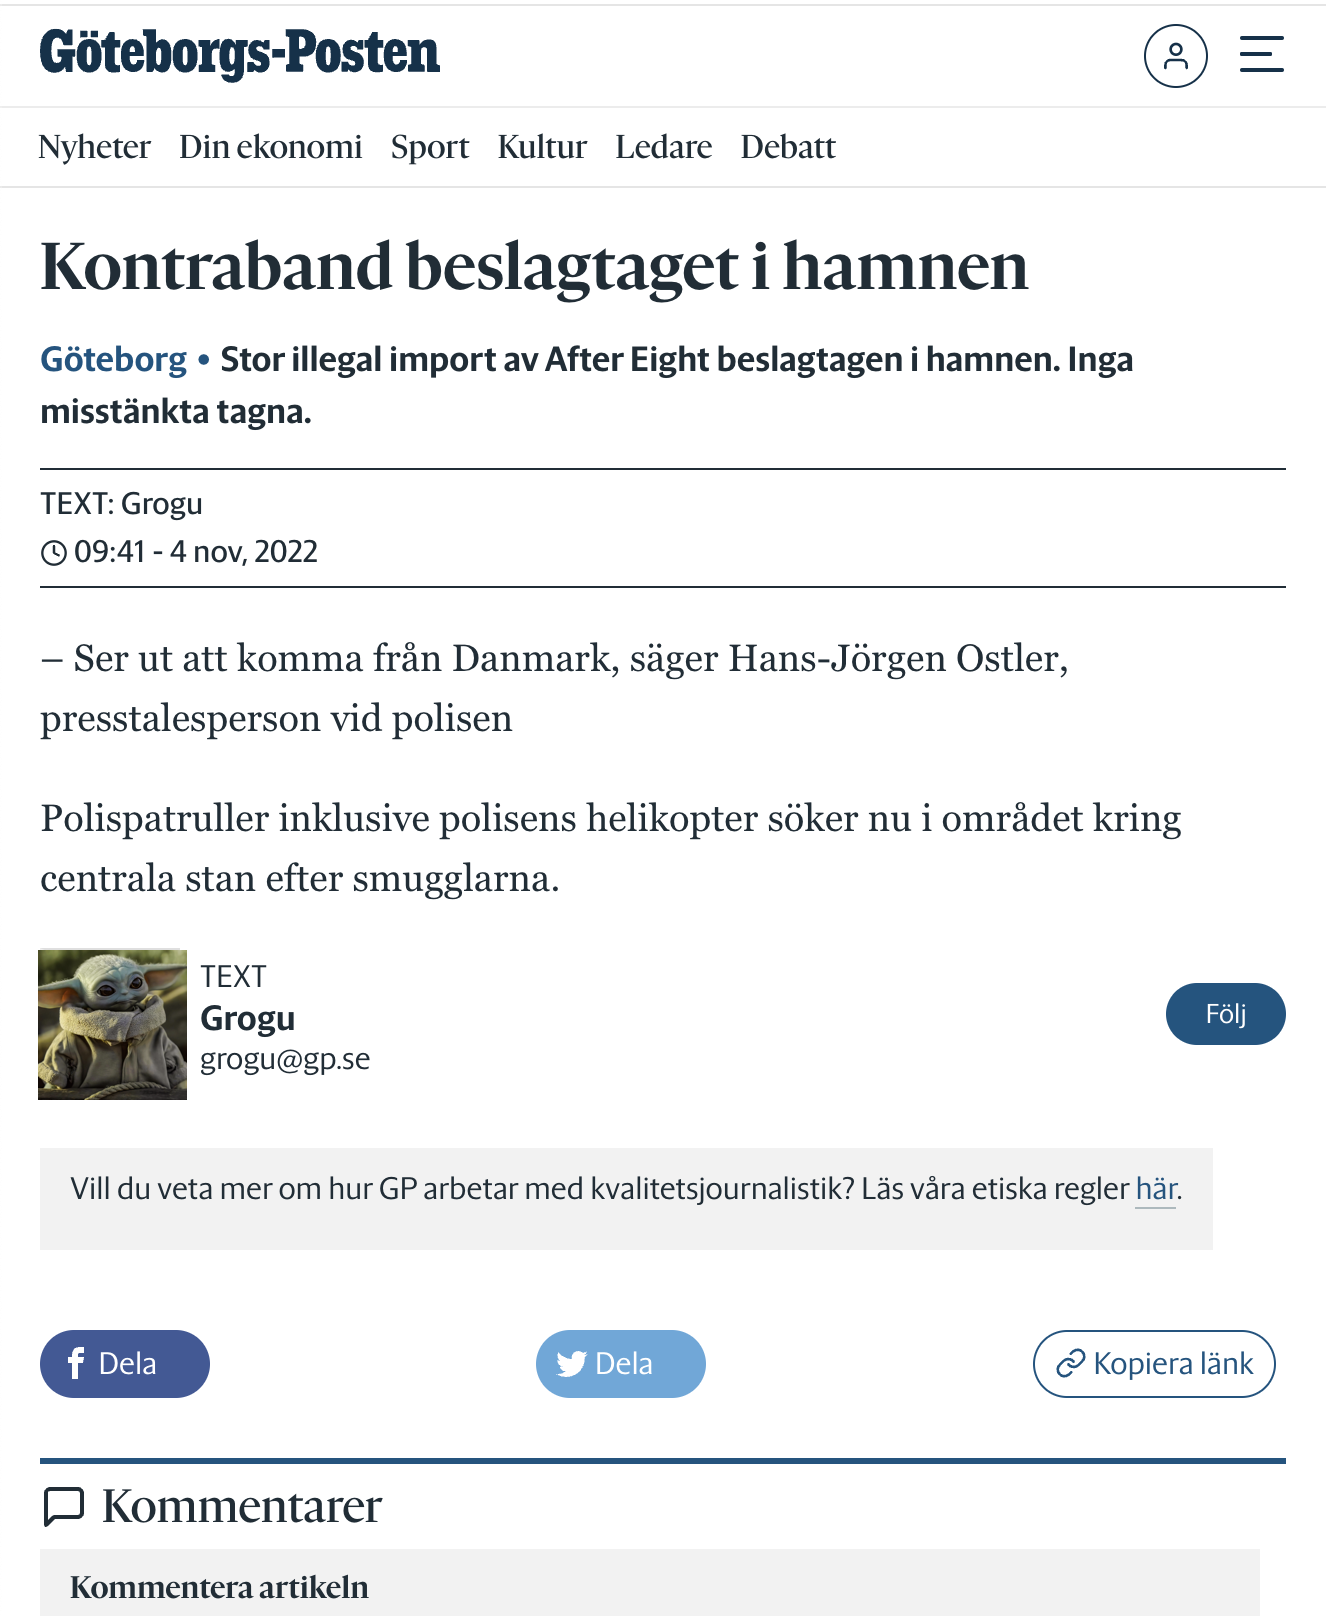 Göteborgs-Posten
Nyheter Din ekonomi Sport Kultur Ledare Debatt
Kontraband beslagtaget i hamnen
Göteborg • Stor illegal import av After Eight beslagtagen i hamnen. Inga
misstänkta tagna.
TEXT: Grogu
09:41 - 4 nov, 2022
– Ser ut att komma från Danmark, säger Hans-Jörgen Ostler,
presstalesperson vid polisen
Polispatruller inklusive polisens helikopter söker nu i området kring
centrala stan efter smugglarna.
TEXT
Grogu
grogu@gp.se
Följ
Vill du veta mer om hur GP arbetar med kvalitetsjournalistik? Läs våra etiska regler här.
Dela
Dela
Kopiera länk
Kommentarer
Kommentera artikeln